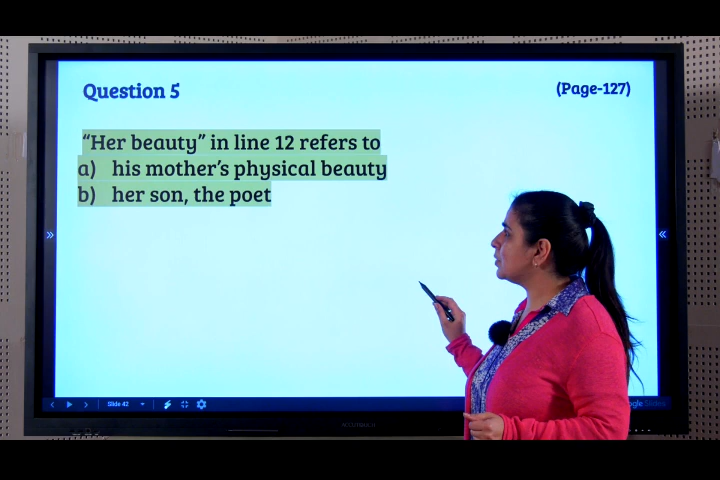 Question 5
(Page-127)
“Her beauty” in line 12 refers to
a) his mother’s physical beauty
b) her son, the poet
Slide 42